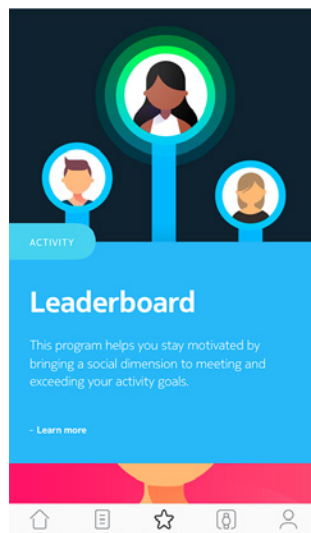 ACTIVITY
Leaderboard
This program helps you stay motivated by
bringing a social dimension to meeting and
exceeding your activity goals.
- Learn more